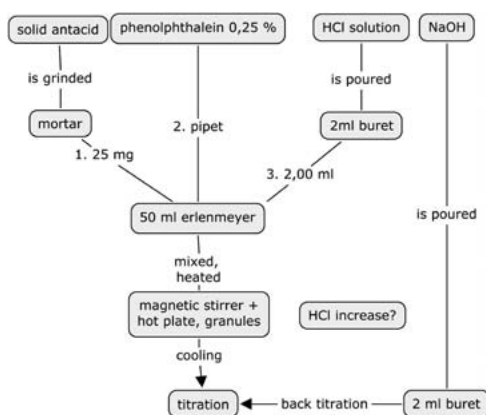 solid antacid
phenolphthalein 0,25 %
HCl solution
NaOH
is grinded
is poured
mortar
2. pipet
2ml buret
1. 25 mg
3. 2,00 ml
50 ml erlenmeyer
is poured
mixed,
heated
magnetic stirrer +
hot plate, granules
HCl increase?
cooling
titration
back titration
2 ml buret